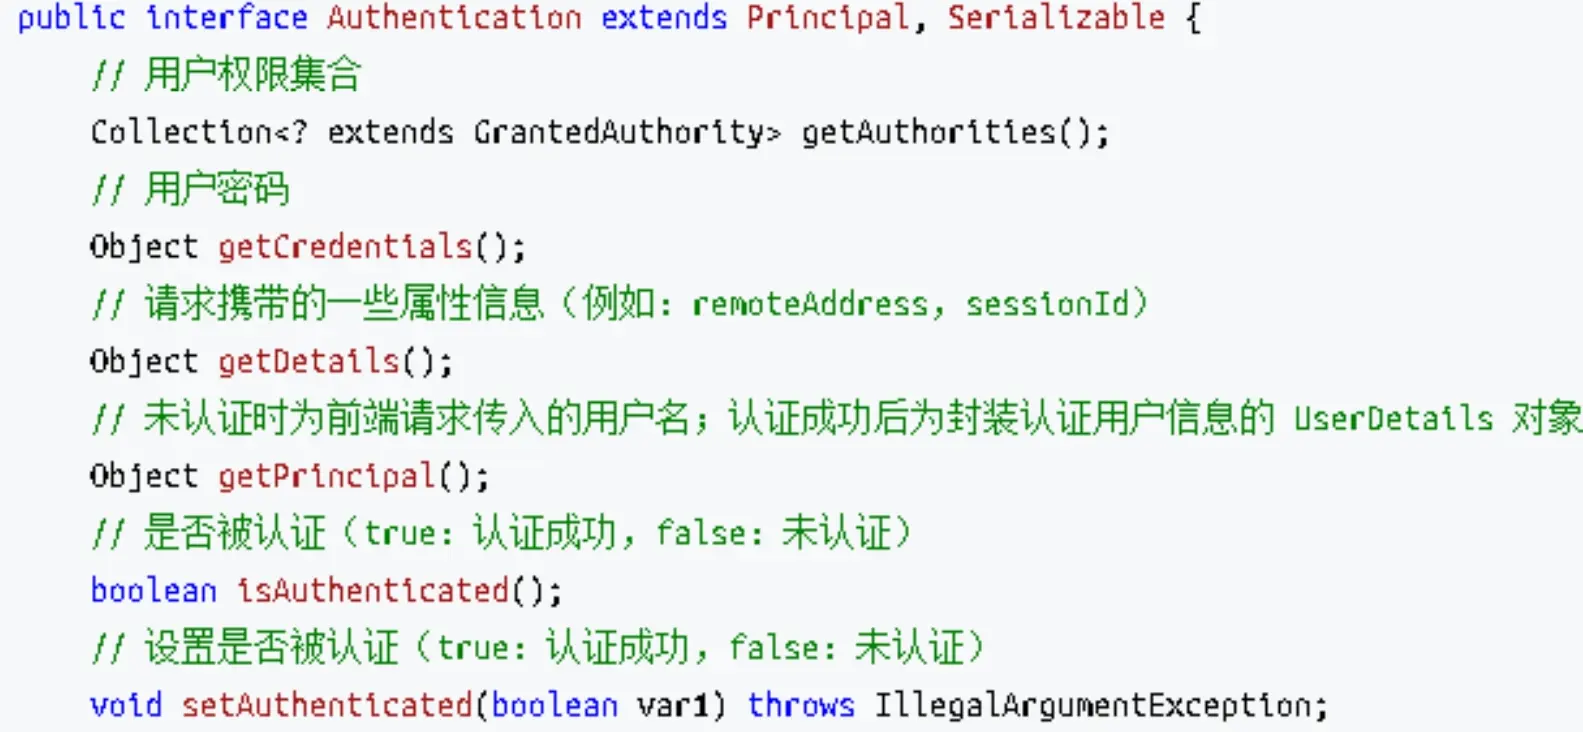 public interface Authentication extends Principal, Serializable {
// 用户权限集合
Collection<? extends GrantedAuthority> getAuthorities();
// 用户密码
Object getCredentials();
// 请求携带的一些属性信息（例如：remoteAddress，sessionId）
Object getDetails();
// 未认证时为前端请求传入的用户名；认证成功后为封装认证用户信息的 UserDetails 对象
Object getPrincipal();
// 是否被认证（true：认证成功，false：未认证）
boolean isAuthenticated();
// 设置是否被认证（true：认证成功，false：未认证）
void setAuthenticated(boolean var1) throws IllegalArgumentException;